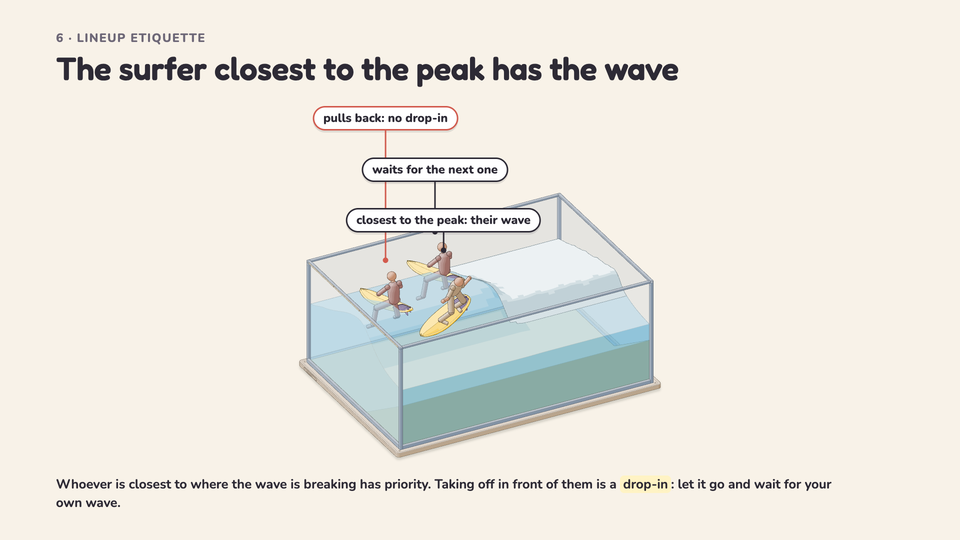 6 · LINEUP ETIQUETTE
The surfer closest to the peak has the wave
pulls back: no drop-in
waits for the next one
closest to the peak: their wave
Whoever is closest to where the wave is breaking has priority. Taking off in front of them is a drop-in: let it go and wait for your
own wave.